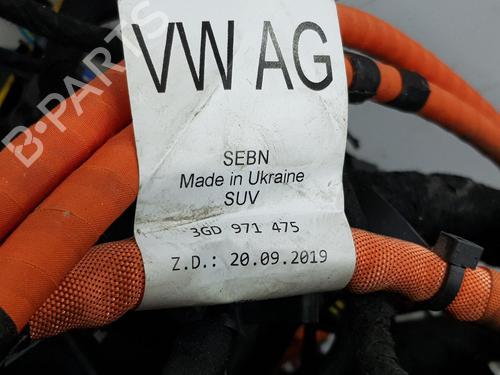 VW AG
B-PARTS
SEBN
Made in Ukraine
SUV
3GD 971 475
Z.D.: 20.09.2019